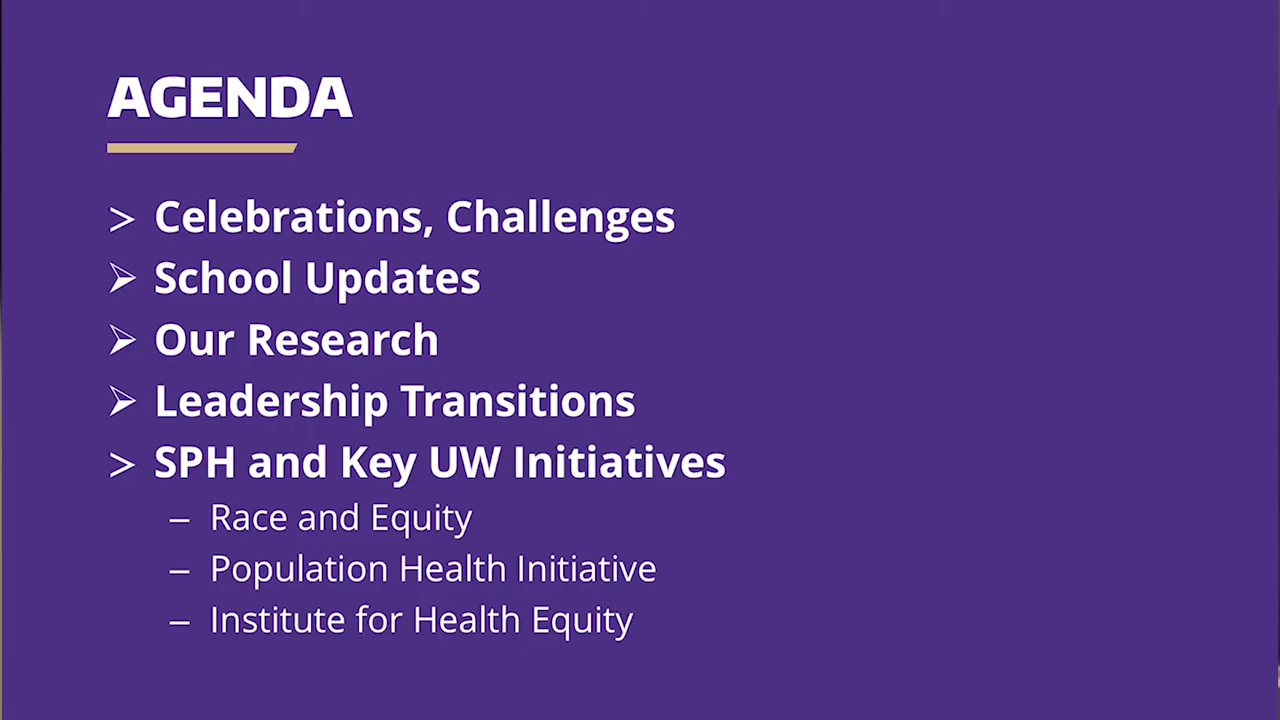 AGENDA
> Celebrations, Challenges
➢ School Updates
➢ Our Research
➢ Leadership Transitions
> SPH and Key UW Initiatives
– Race and Equity
– Population Health Initiative
– Institute for Health Equity